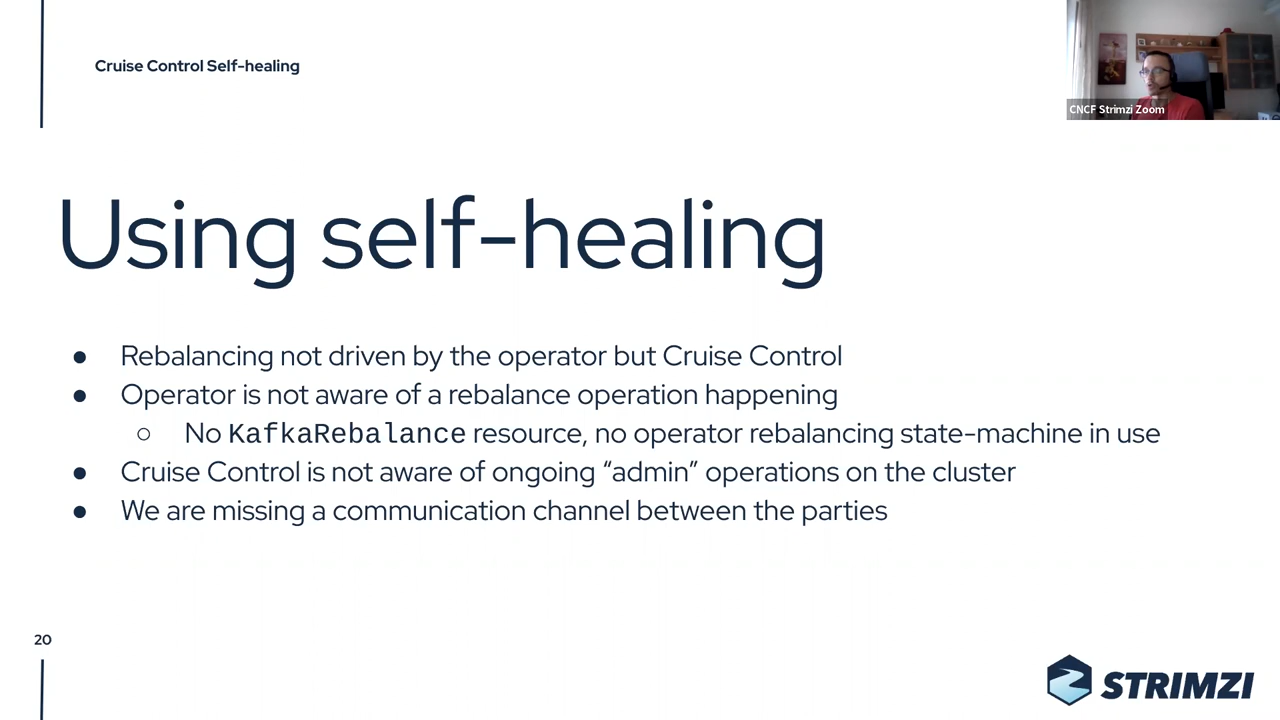 Cruise Control Self-healing
CNCF Strimzi Zoom
Using self-healing
● Rebalancing not driven by the operator but Cruise Control
● Operator is not aware of a rebalance operation happening
○ No KafkaRebalance resource, no operator rebalancing state-machine in use
● Cruise Control is not aware of ongoing “admin” operations on the cluster
● We are missing a communication channel between the parties
20
STRIMZI